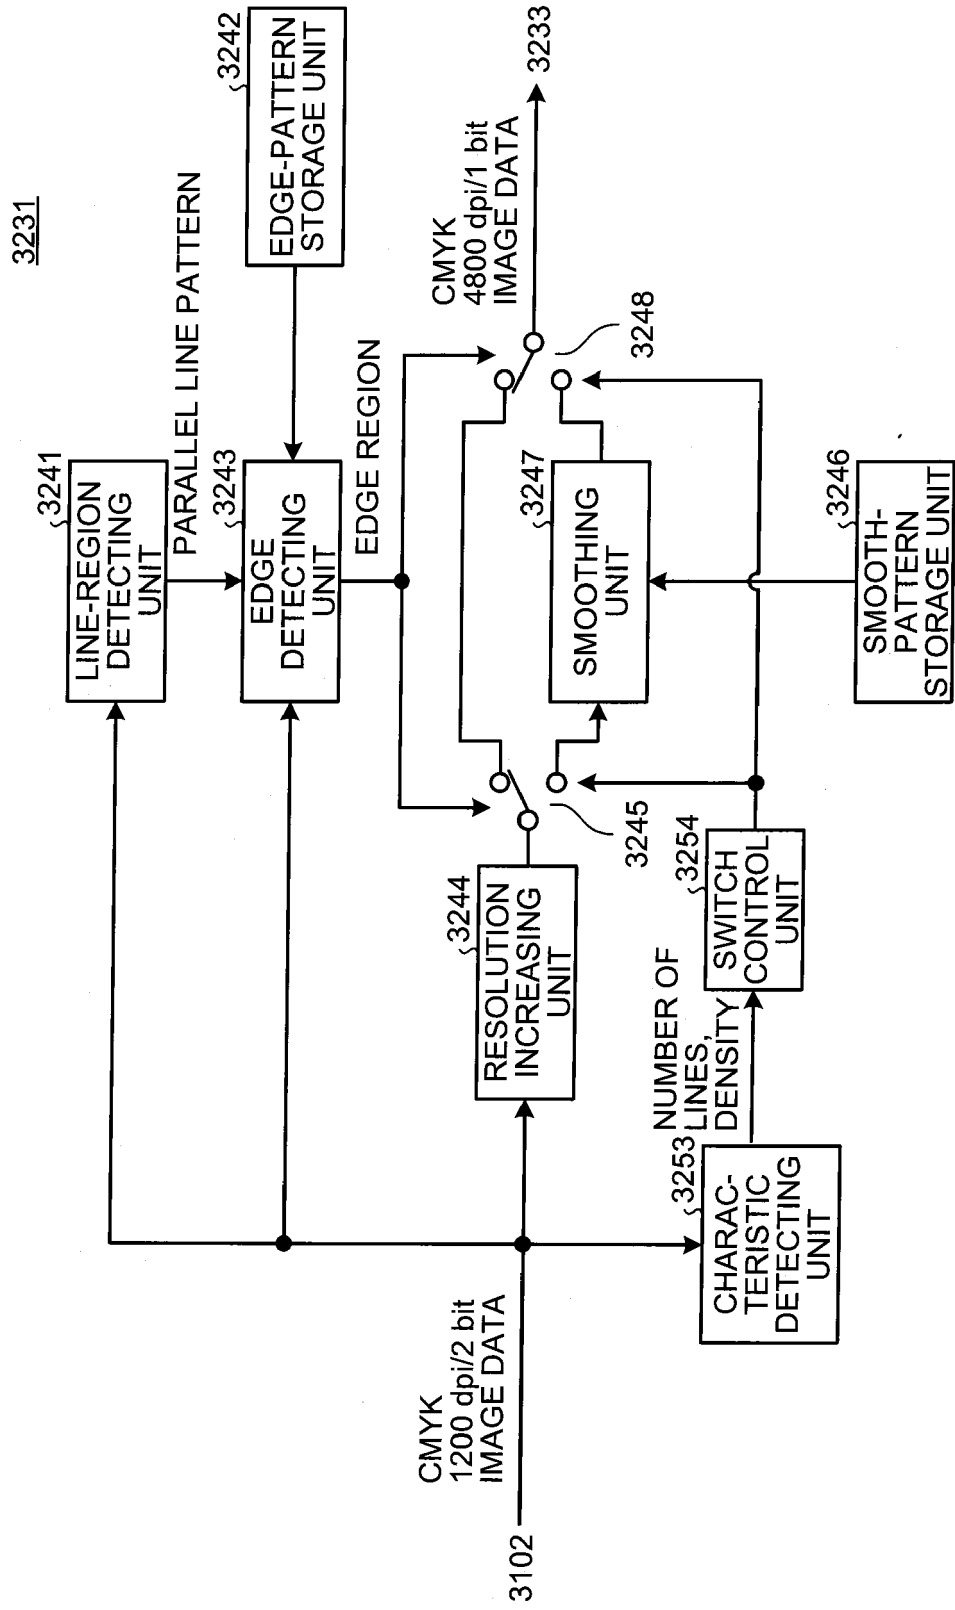 3231
3241
LINE-REGION
DETECTING
UNIT
PARALLEL LINE PATTERN
3242
EDGE-PATTERN
STORAGE UNIT
3243
EDGE
DETECTING
UNIT
EDGE REGION
CMYK
1200 dpi/2 bit
IMAGE DATA
3102
3244
RESOLUTION
INCREASING
UNIT
3245
3247
SMOOTHING
UNIT
3248
CMYK
4800 dpi/1 bit
IMAGE DATA
3233
3253
CHARAC-
TERISTIC
DETECTING
UNIT
NUMBER OF
LINES,
DENSITY
3254
SWITCH
CONTROL
UNIT
3246
SMOOTH-
PATTERN
STORAGE UNIT